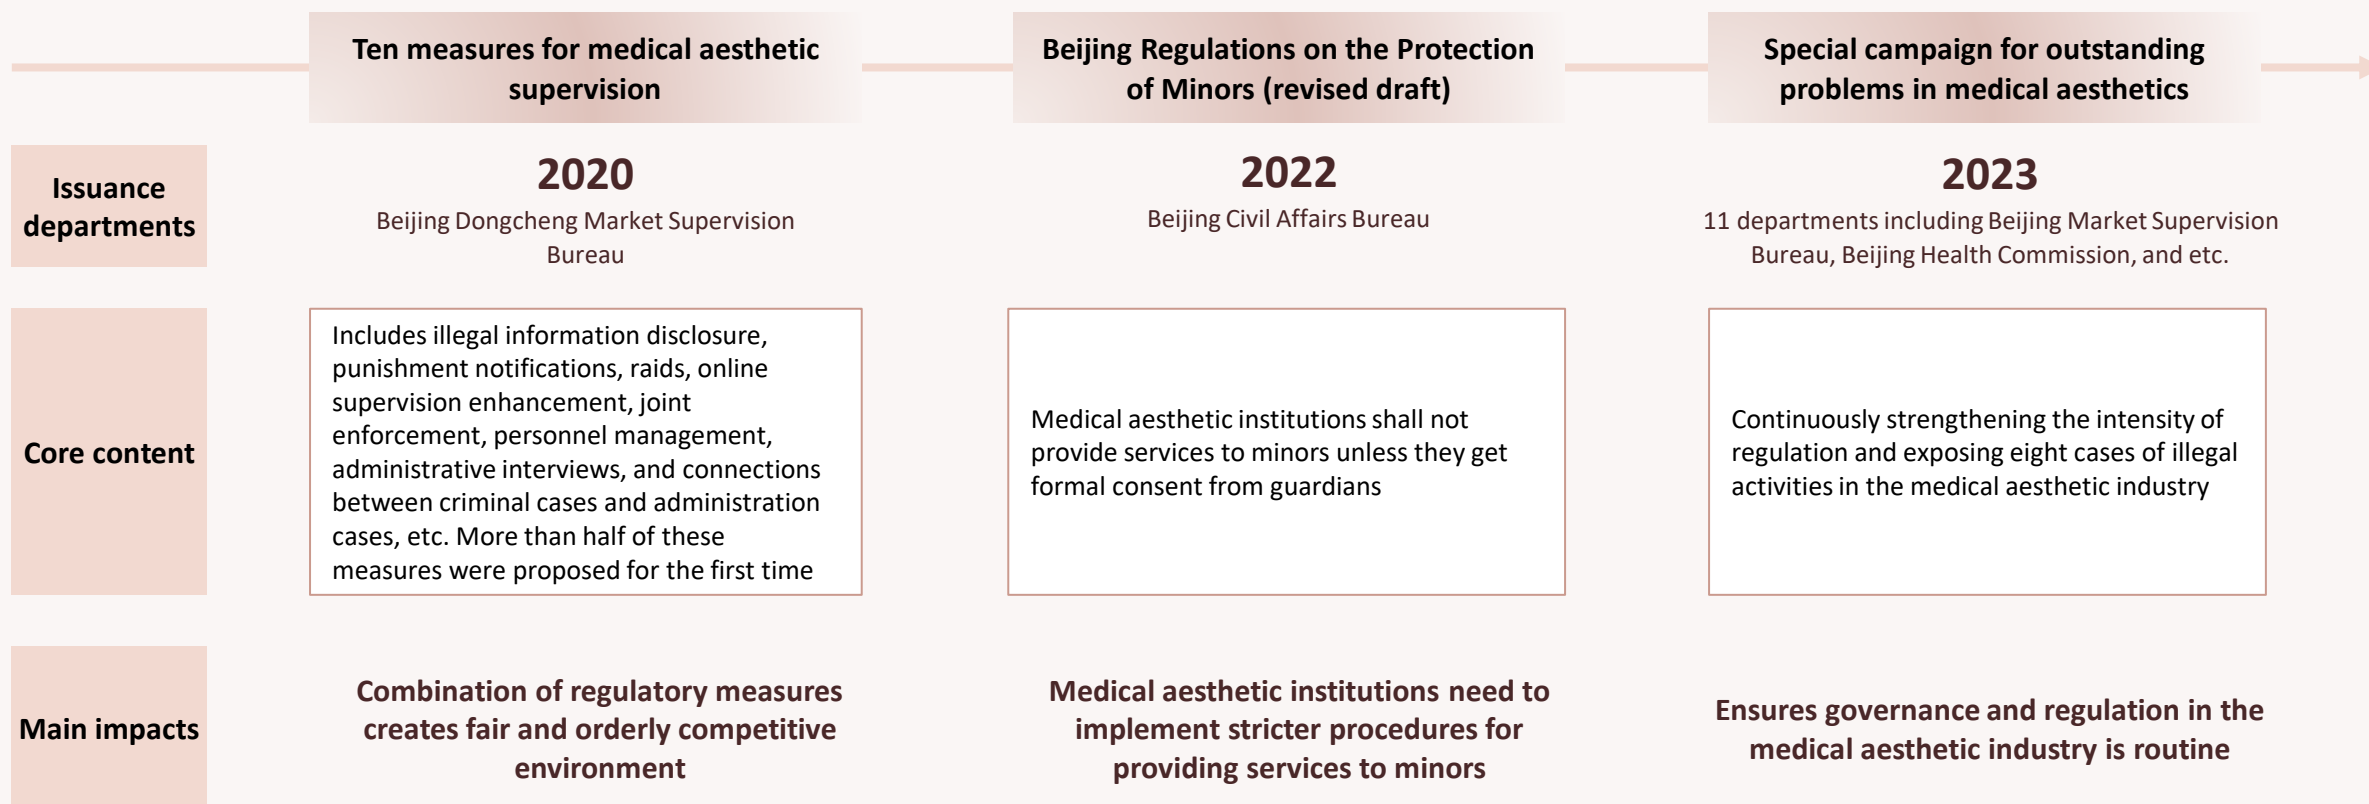 Ten measures for medical aesthetic
supervision
Beijing Regulations on the Protection
of Minors (revised draft)
Special campaign for outstanding
problems in medical aesthetics
Issuance
departments
2020
Beijing Dongcheng Market Supervision
Bureau
2022
Beijing Civil Affairs Bureau
2023
11 departments including Beijing Market Supervision
Bureau, Beijing Health Commission, and etc.
Core content
Includes illegal information disclosure,
punishment notifications, raids, online
supervision enhancement, joint
enforcement, personnel management,
administrative interviews, and connections
between criminal cases and administration
cases, etc. More than half of these
measures were proposed for the first time
Medical aesthetic institutions shall not
provide services to minors unless they get
formal consent from guardians
Continuously strengthening the intensity of
regulation and exposing eight cases of illegal
activities in the medical aesthetic industry
Main impacts
Combination of regulatory measures
creates fair and orderly competitive
environment
Medical aesthetic institutions need to
implement stricter procedures for
providing services to minors
Ensures governance and regulation in the
medical aesthetic industry is routine